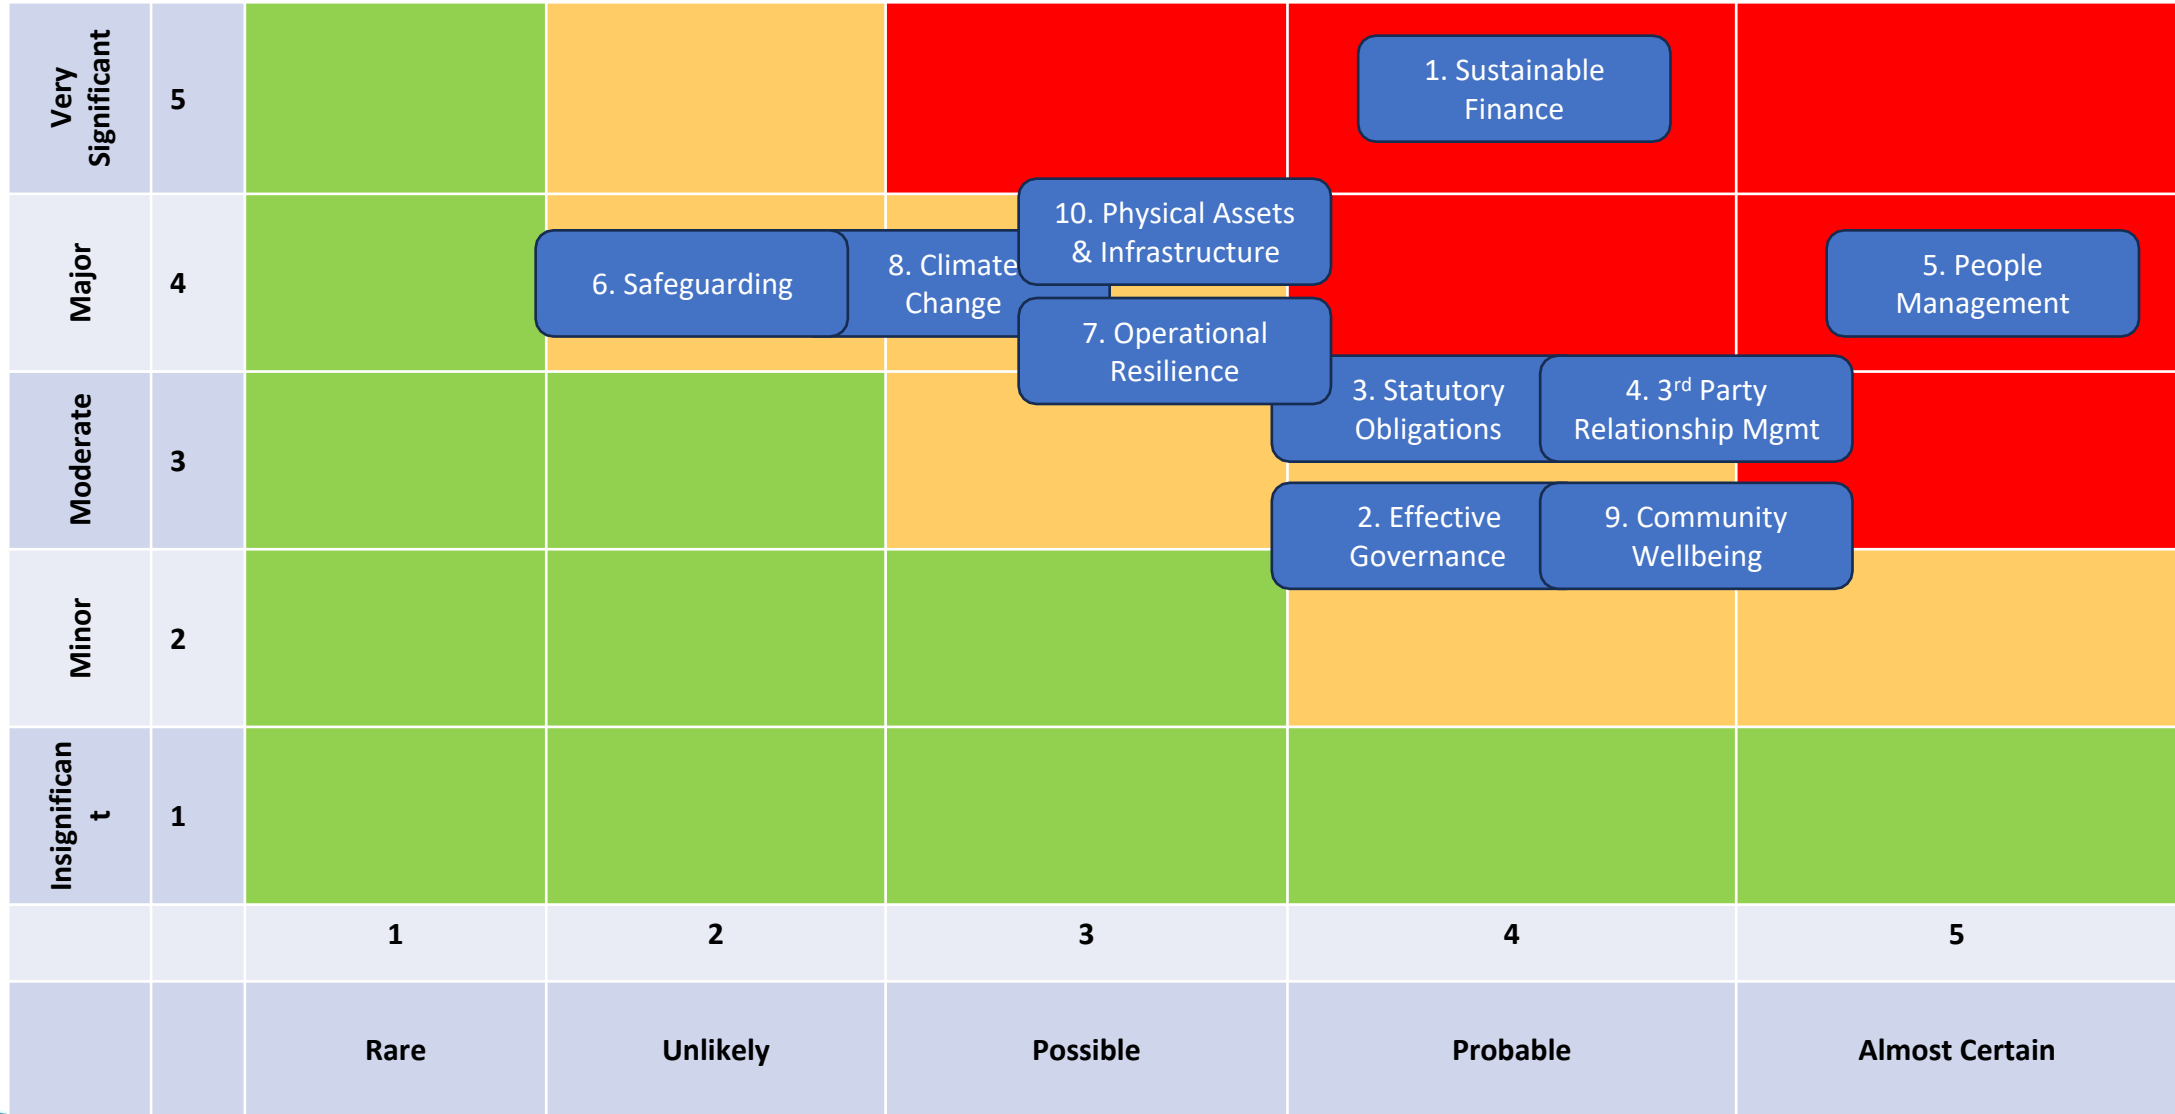 Very
Significant
5
1. Sustainable
Finance
Major
4
6. Safeguarding
8. Climate
Change
10. Physical Assets
& Infrastructure
7. Operational
Resilience
5. People
Management
Moderate
3
3. Statutory
Obligations
4. 3rd Party
Relationship Mgmt
2. Effective
Governance
9. Community
Wellbeing
Minor
2
Insignifican
t
1
1 2 3 4 5
Rare Unlikely Possible Probable Almost Certain